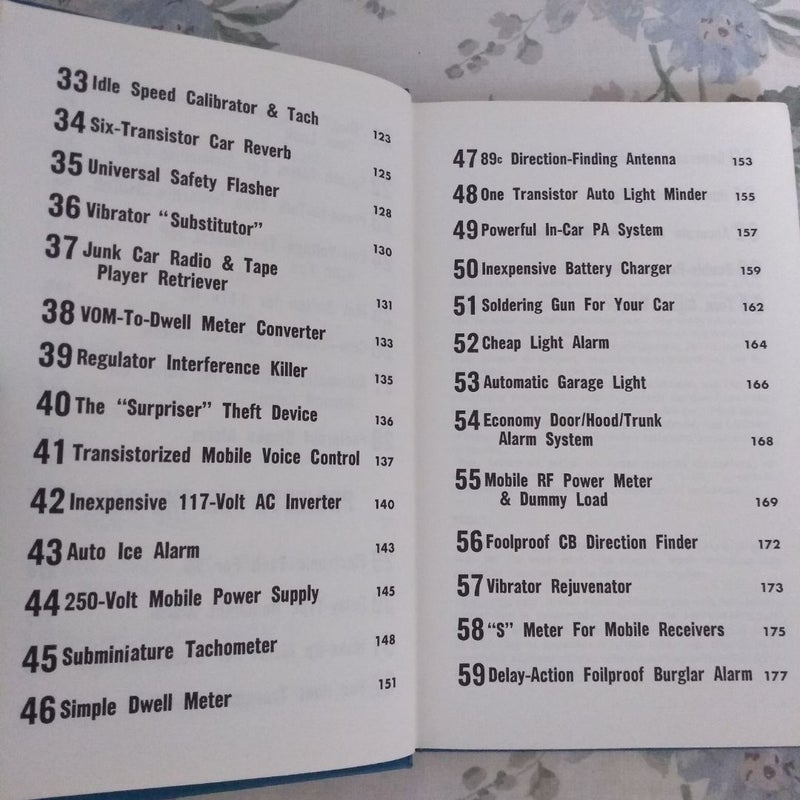 33 Idle Speed Calibrator & Tach 123
34 Six-Transistor Car Reverb 125
35 Universal Safety Flasher 128
36 Vibrator “Substitutor” 130
37 Junk Car Radio & Tape
Player Retriever 131
38 VOM-To-Dwell Meter Converter 133
39 Regulator Interference Killer 135
40 The “Surpriser” Theft Device 136
41 Transistorized Mobile Voice Control 137
42 Inexpensive 117-Volt AC Inverter 140
43 Auto Ice Alarm 143
44 250-Volt Mobile Power Supply 145
45 Subminiature Tachometer 148
46 Simple Dwell Meter 151
47 89c Direction-Finding Antenna 153
48 One Transistor Auto Light Minder 155
49 Powerful In-Car PA System 157
50 Inexpensive Battery Charger 159
51 Soldering Gun For Your Car 162
52 Cheap Light Alarm 164
53 Automatic Garage Light 166
54 Economy Door/Hood/Trunk
Alarm System 168
55 Mobile RF Power Meter
& Dummy Load 169
56 Foolproof CB Direction Finder 172
57 Vibrator Rejuvenator 173
58 “S” Meter For Mobile Receivers 175
59 Delay-Action Foilproof Burglar Alarm 177